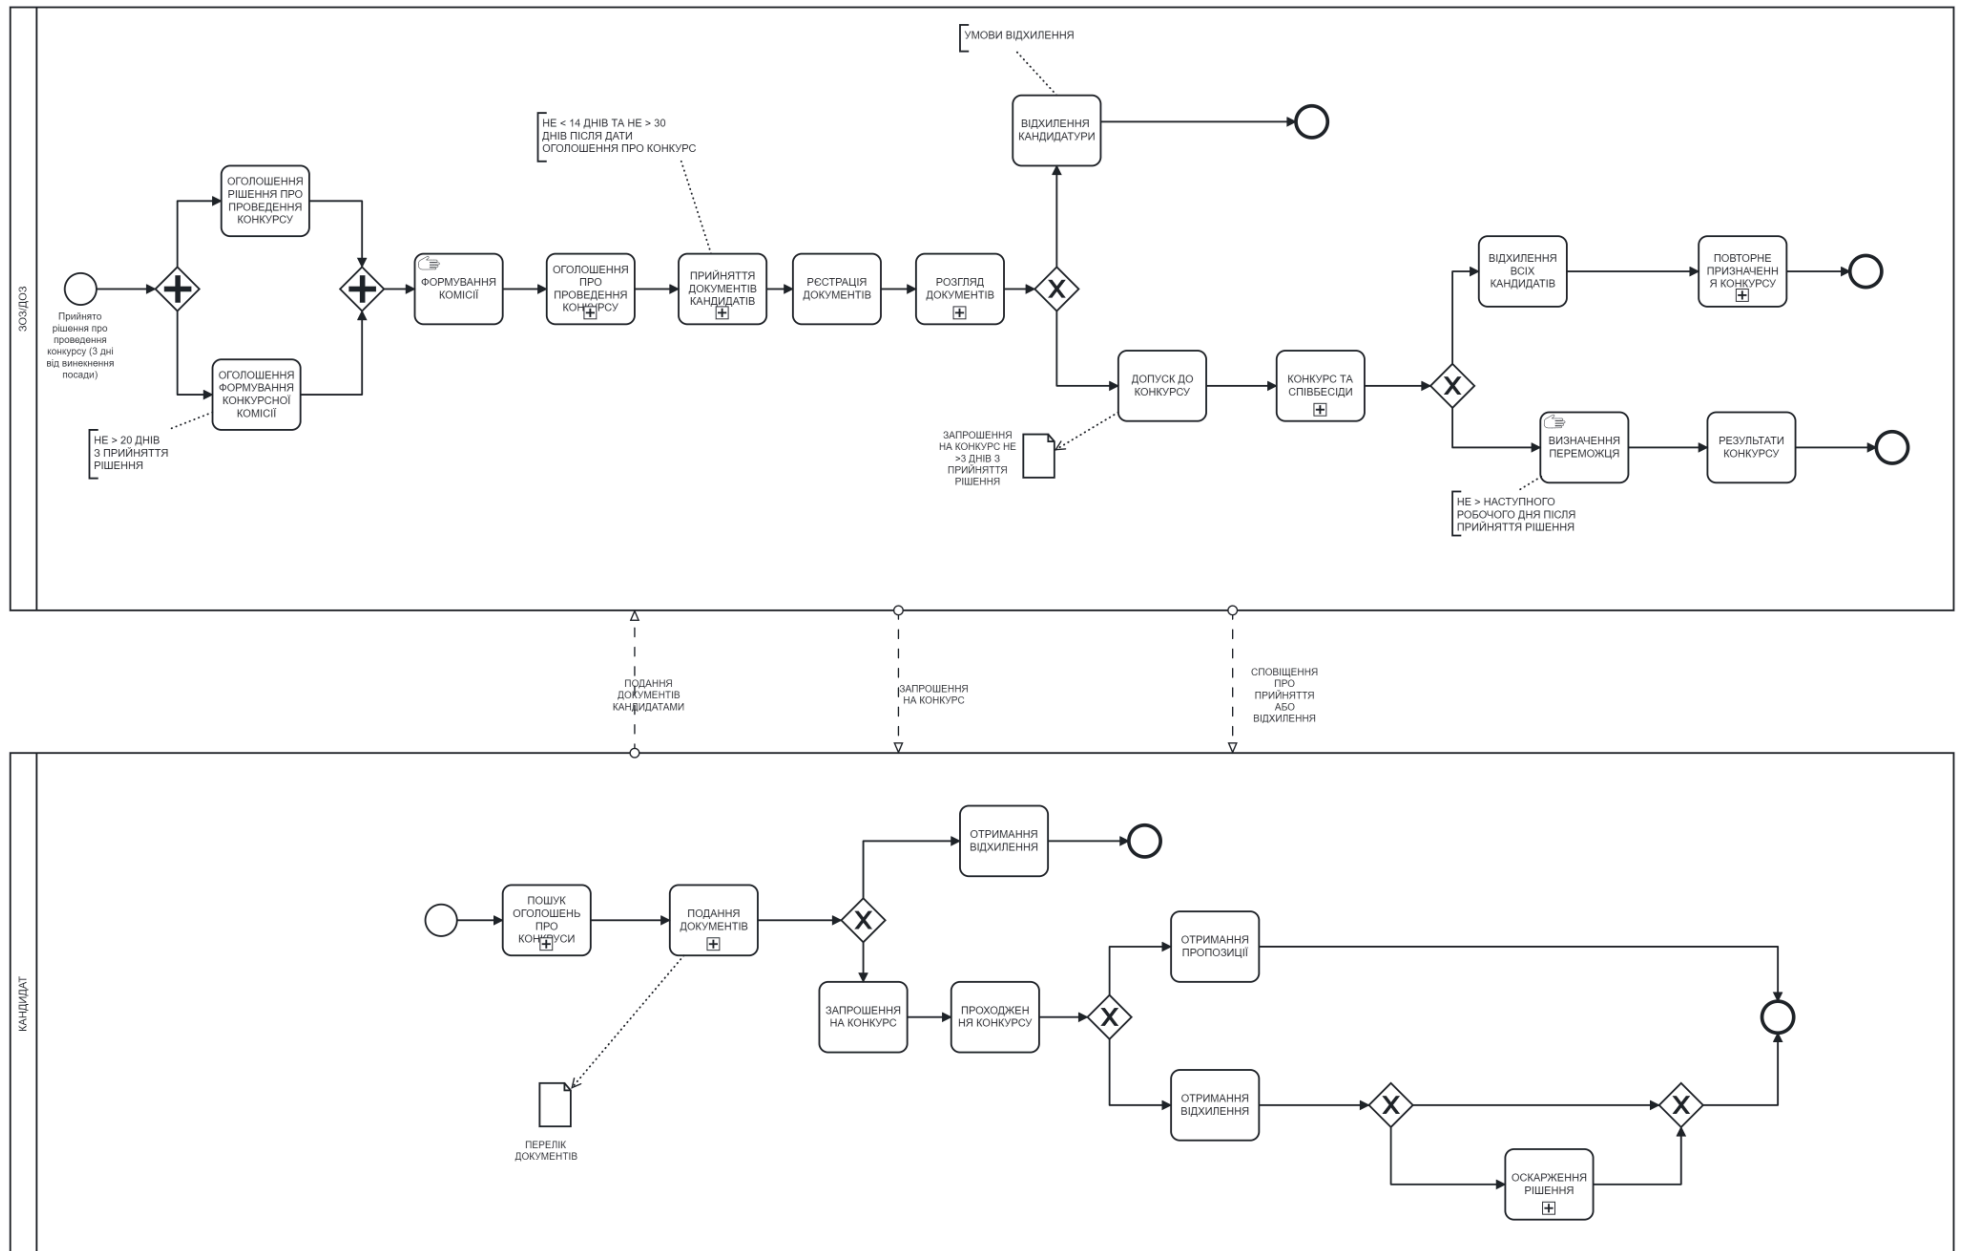 ЗОЗ/ДОЗ
УМОВИ ВІДХИЛЕННЯ
ВІДХИЛЕННЯ
КАНДИДАТУРИ
НЕ < 14 ДНІВ ТА НЕ > 30
ДНІВ ПІСЛЯ ДАТИ
ОГОЛОШЕННЯ ПРО КОНКУРС
ОГОЛОШЕННЯ
РІШЕННЯ ПРО
ПРОВЕДЕННЯ
КОНКУРСУ
Прийнято
рішення про
проведення
конкурсу (3 дні
від винекнення
посади)
ФОРМУВАННЯ
КОМІСІЇ
ОГОЛОШЕННЯ
ПРО
ПРОВЕДЕННЯ
КОНКУРСУ
ПРИЙНЯТТЯ
ДОКУМЕНТІВ
КАНДИДАТІВ
РЄСТРАЦІЯ
ДОКУМЕНТІВ
РОЗГЛЯД
ДОКУМЕНТІВ
ВІДХИЛЕННЯ
ВСІХ
КАНДИДАТІВ
ПОВТОРНЕ
ПРИЗНАЧЕНН
Я КОНКУРСУ
ОГОЛОШЕННЯ
ФОРМУВАННЯ
КОНКУРСНОЇ
КОМІСІЇ
НЕ > 20 ДНІВ
З ПРИЙНЯТТЯ
РІШЕННЯ
ДОПУСК ДО
КОНКУРСУ
КОНКУРС ТА
СПІВБЕСІДИ
ЗАПРОШЕННЯ
НА КОНКУРС НЕ
>3 ДНІВ З
ПРИЙНЯТТЯ
РІШЕННЯ
ВИЗНАЧЕННЯ
ПЕРЕМОЖЦЯ
РЕЗУЛЬТАТИ
КОНКУРСУ
НЕ > НАСТУПНОГО
РОБОЧОГО ДНЯ ПІСЛЯ
ПРИЙНЯТТЯ РІШЕННЯ
ПОДАННЯ
ДОКУМЕНТІВ
КАНДИДАТАМИ
ЗАПРОШЕННЯ
НА КОНКУРС
СПОВІЩЕННЯ
ПРО
ПРИЙНЯТТЯ
АБО
ВІДХИЛЕННЯ
КАНДИДАТ
ОТРИМАННЯ
ВІДХИЛЕННЯ
ПОШУК
ОГОЛОШЕНЬ
ПРО
КОНКУРСИ
ПОДАННЯ
ДОКУМЕНТІВ
ОТРИМАННЯ
ПРОПОЗИЦІЇ
ЗАПРОШЕННЯ
НА КОНКУРС
ПРОХОДЖЕН
НЯ КОНКУРСУ
ОТРИМАННЯ
ВІДХИЛЕННЯ
ПЕРЕЛІК
ДОКУМЕНТІВ
ОСКАРЖЕННЯ
РІШЕННЯ